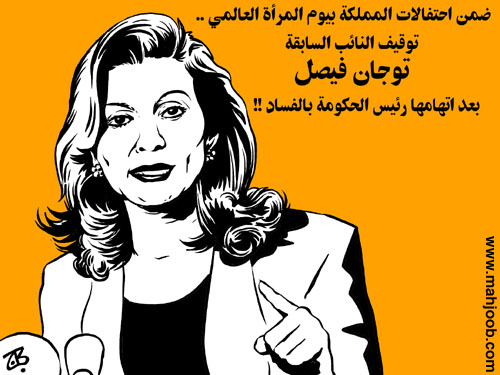 ضمن احتفالات المملكة بيوم المرأة العالمي ..
توقيف النائب السابقة
توجان فيصل
بعد اتهامها رئيس الحكومة بالفساد !!
www.mahjoob.com